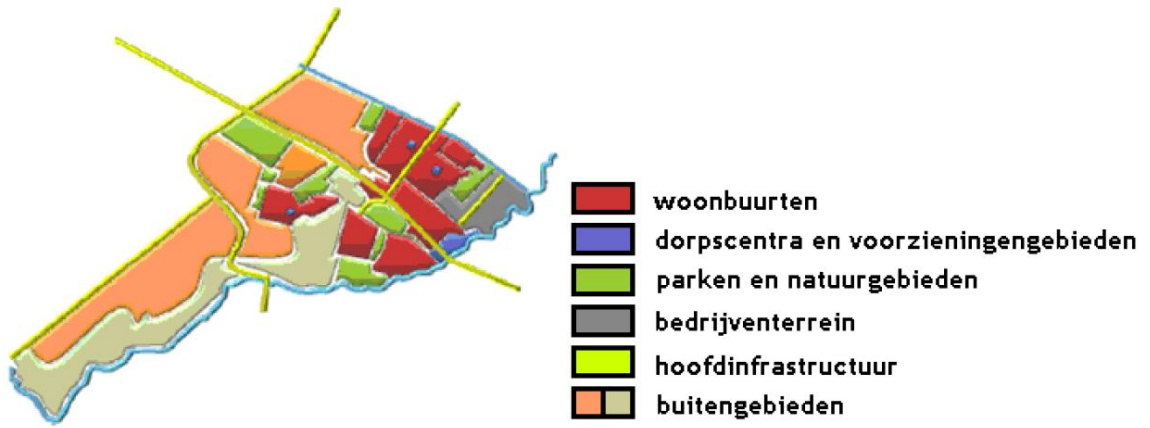 woonbuurten
dorpscentra en voorzieningengebieden
parken en natuurgebieden
bedrijventerrein
hoofdinfrastructuur
buitengebieden